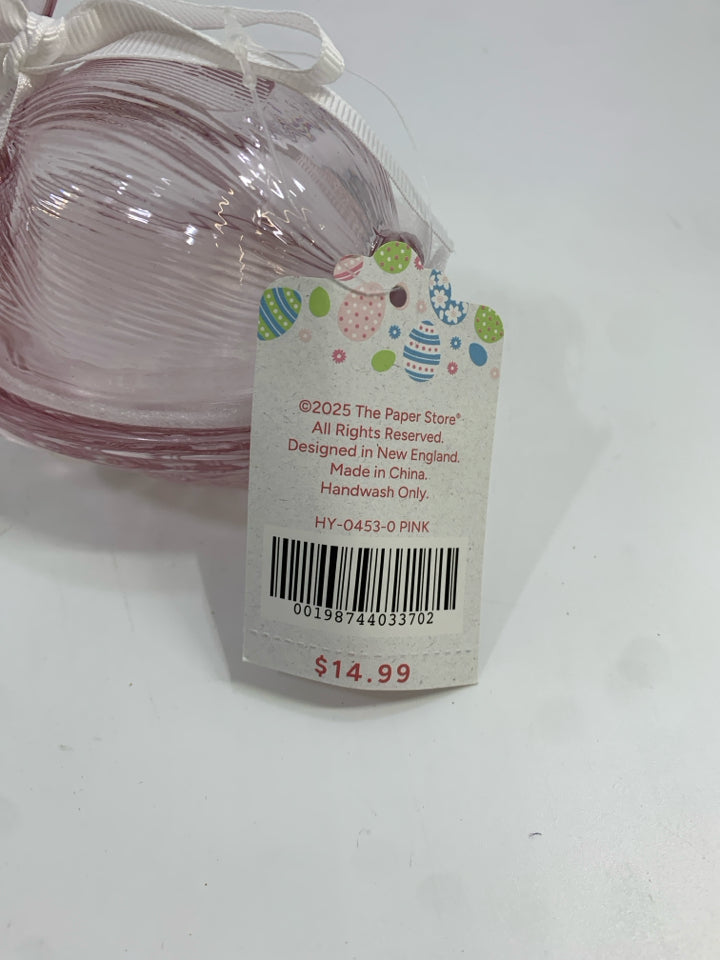 ©2025 The Paper Store®
All Rights Reserved.
Designed in New England.
Made in China.
Handwash Only.
HY-0453-0 PINK
00198744033702
$14.99